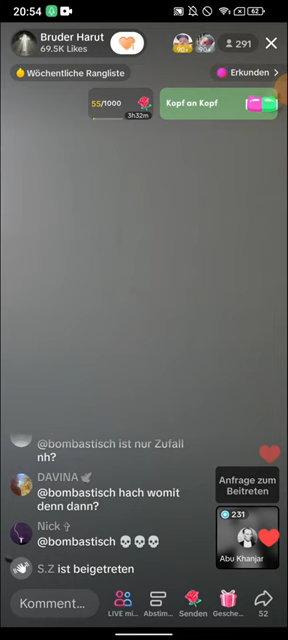 20:54
62
Bruder Harut
69.5K Likes
291
Wöchentliche Rangliste
Erkunden
55/1000
3h32m
Kopf an Kopf
@bombastisch ist nur Zufall
nh?
DAVINA
@bombastisch hach womit
denn dann?
Nick
@bombastisch
S.Z ist beigetreten
Anfrage zum
Beitreten
231
Abu Khanjar
Komment...
LIVE mi...
Abstim...
Senden
Gesche...
52